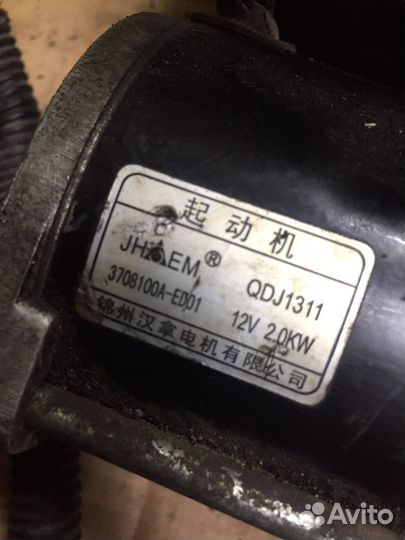 起动机
JHAEM®
QDJ1311
3708100A-ED01
12V 2.0KW
锦州汉拿电机有限公司
Avito